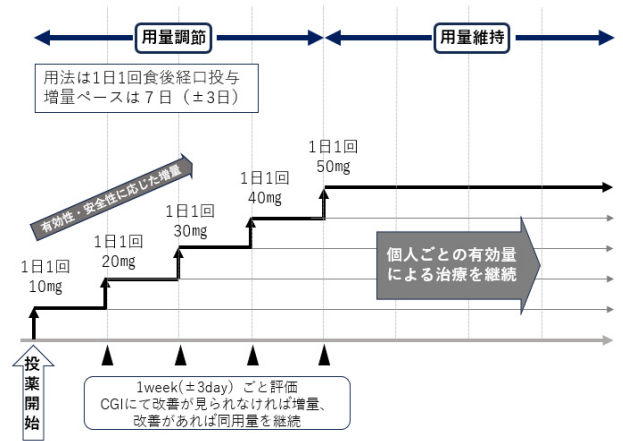 用量調節
用量維持
用法は1日1回食後経口投与
増量ペースは７日（±3日）
有効性・安全性に応じた増量
1日1回
50mg
1日1回
40mg
1日1回
30mg
1日1回
20mg
1日1回
10mg
個人ごとの有効量
による治療を継続
投薬開始
1week(±3day）ごと評価
CGIにて改善が見られなければ増量、
改善があれば同用量を継続